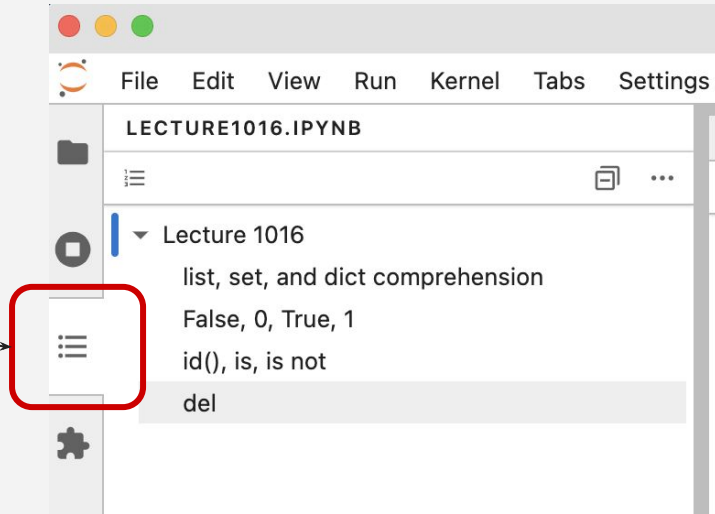 File Edit View Run Kernel Tabs Settings
LECTURE1016.IPYNB
Lecture 1016
list, set, and dict comprehension
False, 0, True, 1
id(), is, is not
del